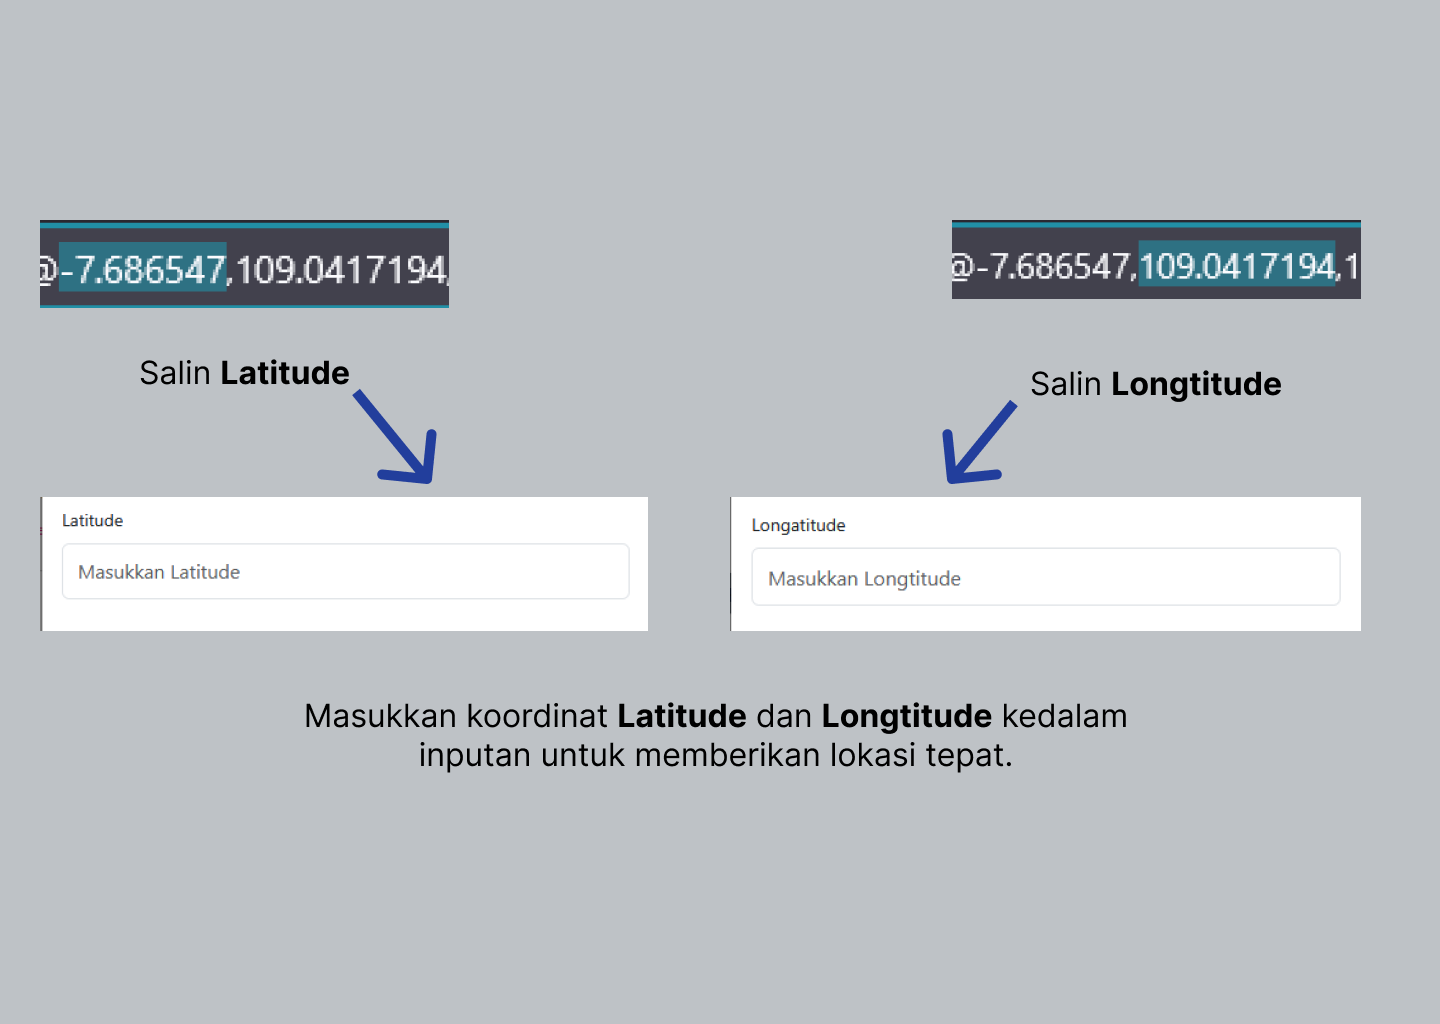 @-7.686547,109.0417194,
@-7.686547,109.0417194,1
Salin Latitude
Salin Longtitude
Latitude
Masukkan Latitude
Longatitude
Masukkan Longtitude
Masukkan koordinat Latitude dan Longtitude kedalam
inputan untuk memberikan lokasi tepat.